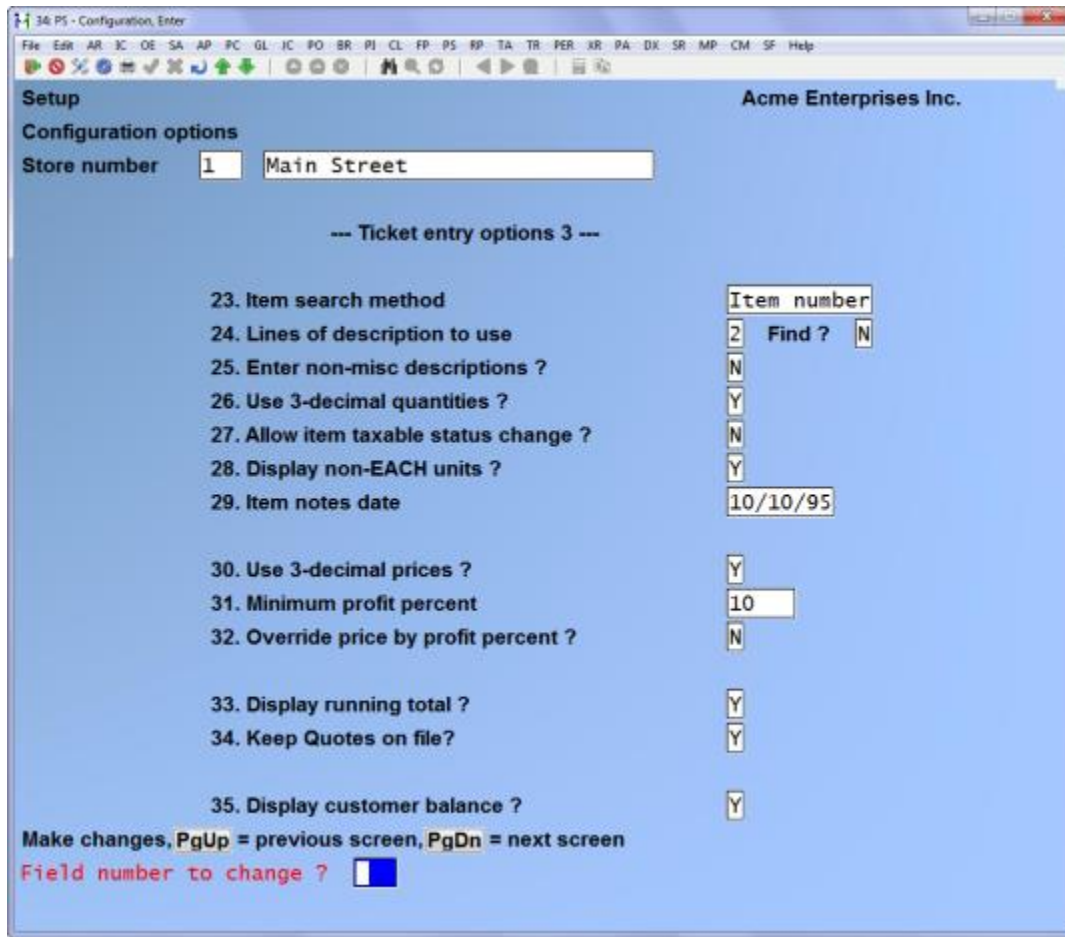 34: PS - Configuration, Enter
File Edit AR IC OE SA AP PC GL JC PO BR PI CL FP PS RP TA TR PER XR PA DX SR MP CM SF Help
Setup Acme Enterprises Inc.
Configuration options
Store number 1 Main Street
--- Ticket entry options 3 ---
23. Item search method Item number
24. Lines of description to use 2 Find ? N
25. Enter non-misc descriptions ? N
26. Use 3-decimal quantities ? Y
27. Allow item taxable status change ? N
28. Display non-EACH units ? Y
29. Item notes date 10/10/95
30. Use 3-decimal prices ? Y
31. Minimum profit percent 10
32. Override price by profit percent ? N
33. Display running total ? Y
34. Keep Quotes on file? Y
35. Display customer balance ? Y
Make changes, PgUp = previous screen, PgDn = next screen
Field number to change ?